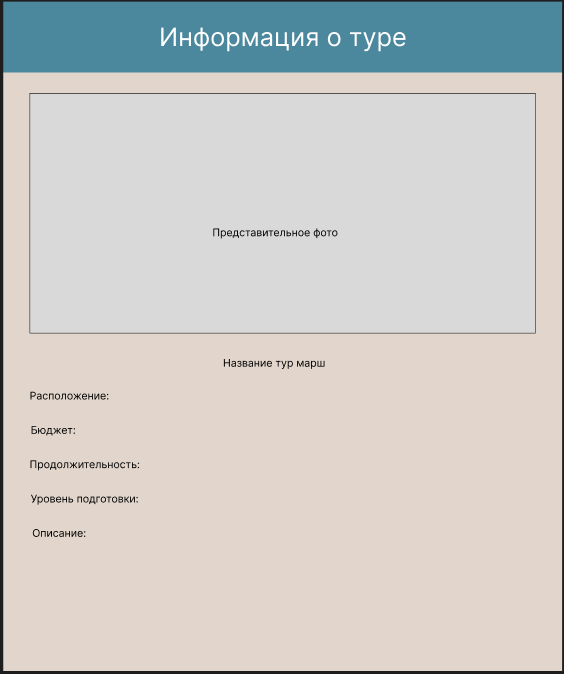 Информация о туре
Представительное фото
Название тур марш
Расположение:
Бюджет:
Продолжительность:
Уровень подготовки:
Описание: